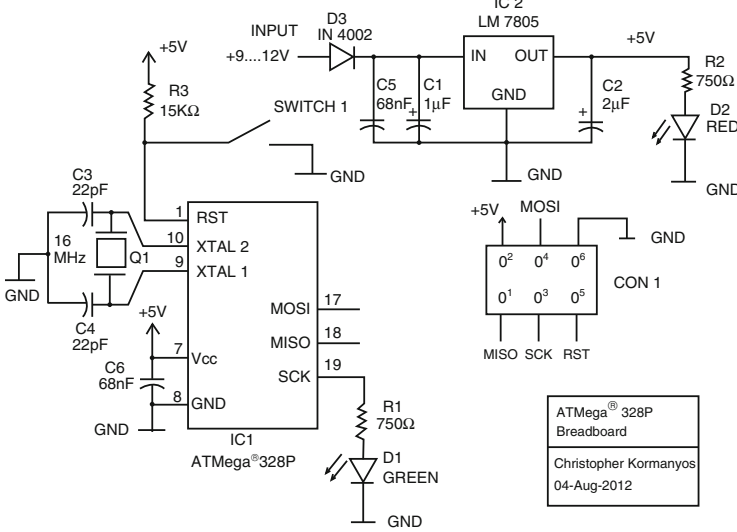 IC 2
LM 7805
D3
IN 4002
INPUT
+9....12V
IN
OUT
GND
+5V
C5
68nF
C1
1µF
+
C2
2µF
+
R2
750Ω
D2
RED
GND
GND
+5V
R3
15KΩ
SWITCH 1
GND
C3
22pF
16
MHz
Q1
GND
C4
22pF
1
RST
10
XTAL 2
9
XTAL 1
MOSI
17
MISO
18
SCK
19
+5V
7
Vcc
C6
68nF
8
GND
GND
IC1
ATMega®328P
R1
750Ω
D1
GREEN
GND
+5V
MOSI
GND
0² 0⁴ 0⁶
0¹ 0³ 0⁵
CON 1
MISO SCK RST
ATMega® 328P
Breadboard
Christopher Kormanyos
04-Aug-2012